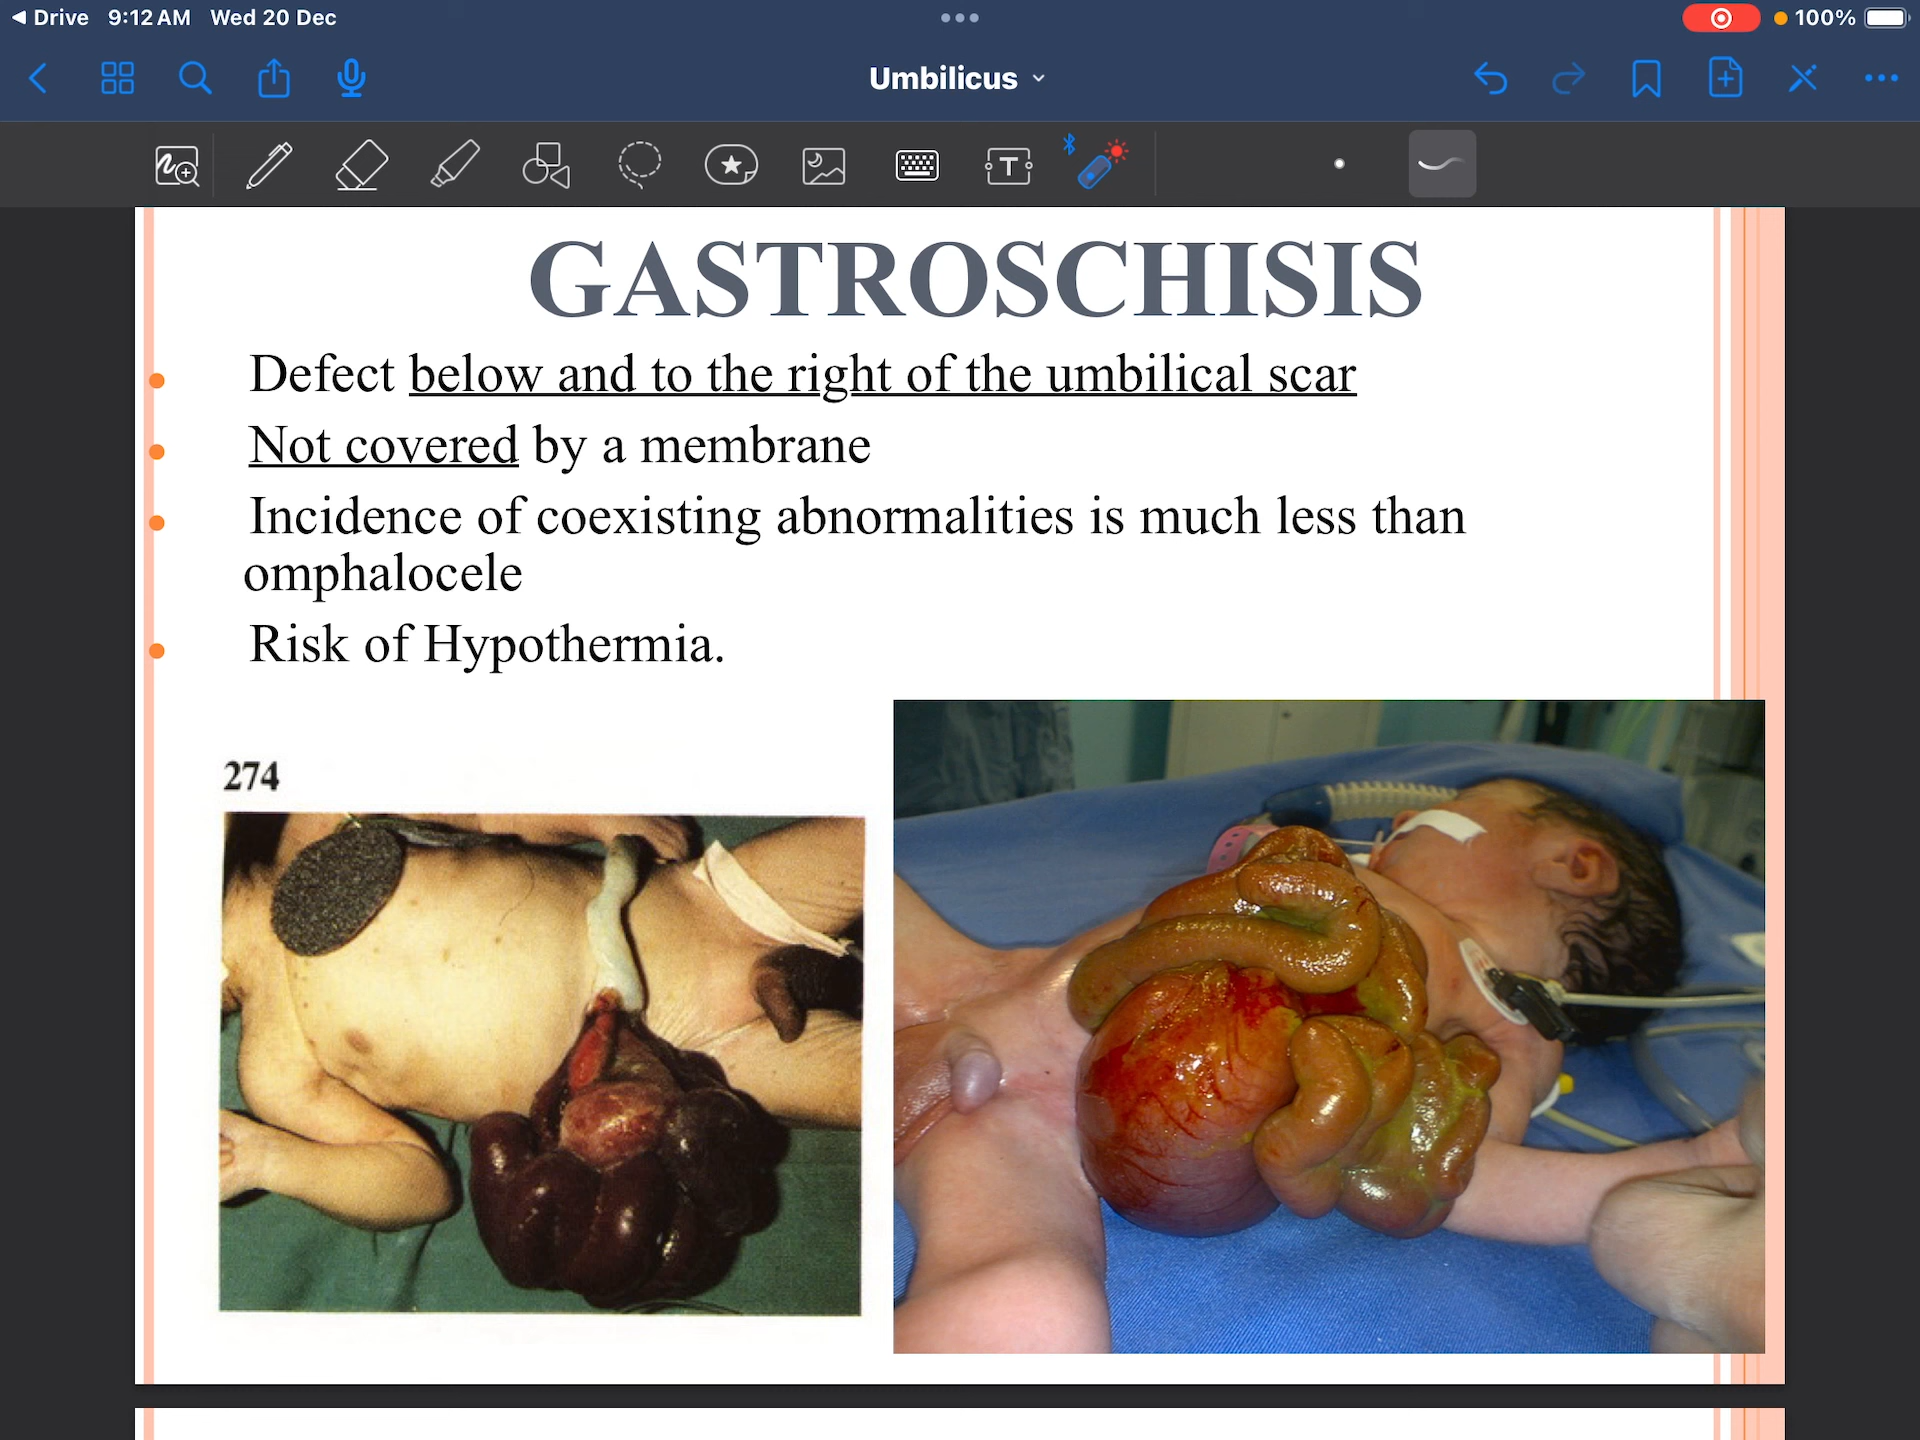 Drive 9:12 AM Wed 20 Dec
100%
Umbilicus
T
GASTROSCHISIS
Defect below and to the right of the umbilical scar
Not covered by a membrane
Incidence of coexisting abnormalities is much less than
omphalocele
Risk of Hypothermia.
274